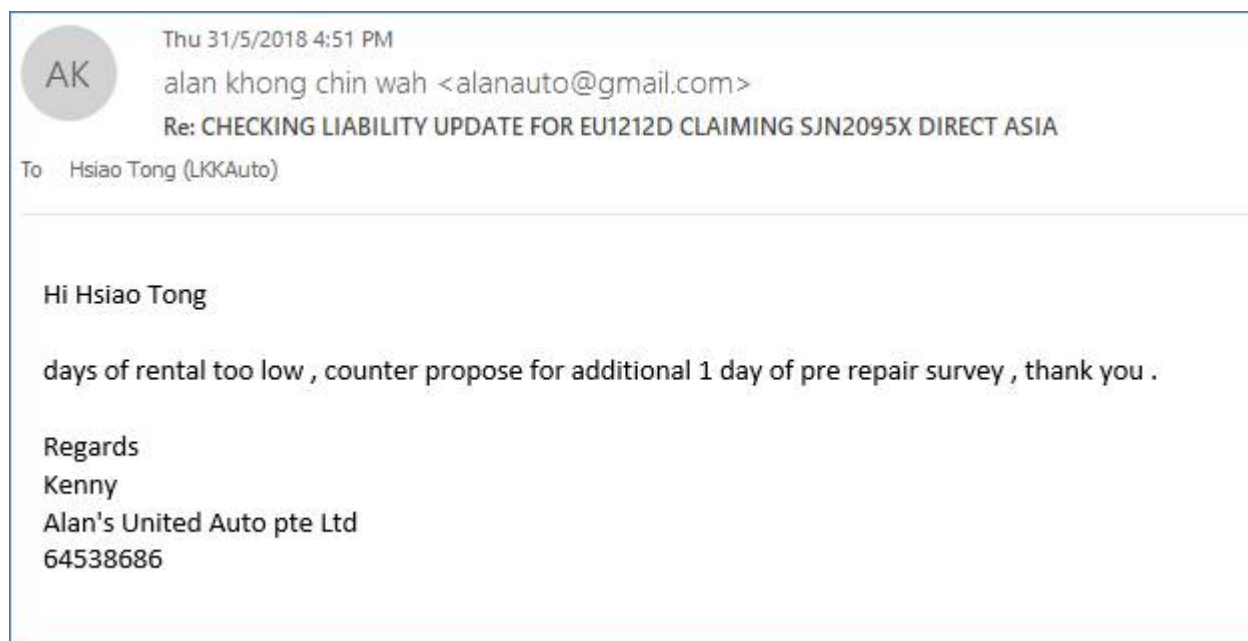 Thu 31/5/2018 4:51 PM
AK
alan khong chin wah <alanauto@gmail.com>
Re: CHECKING LIABILITY UPDATE FOR EU1212D CLAIMING SJN2095X DIRECT ASIA
To Hsiao Tong (LKKAuto)
Hi Hsiao Tong
days of rental too low , counter propose for additional 1 day of pre repair survey , thank you .
Regards
Kenny
Alan's United Auto pte Ltd
64538686